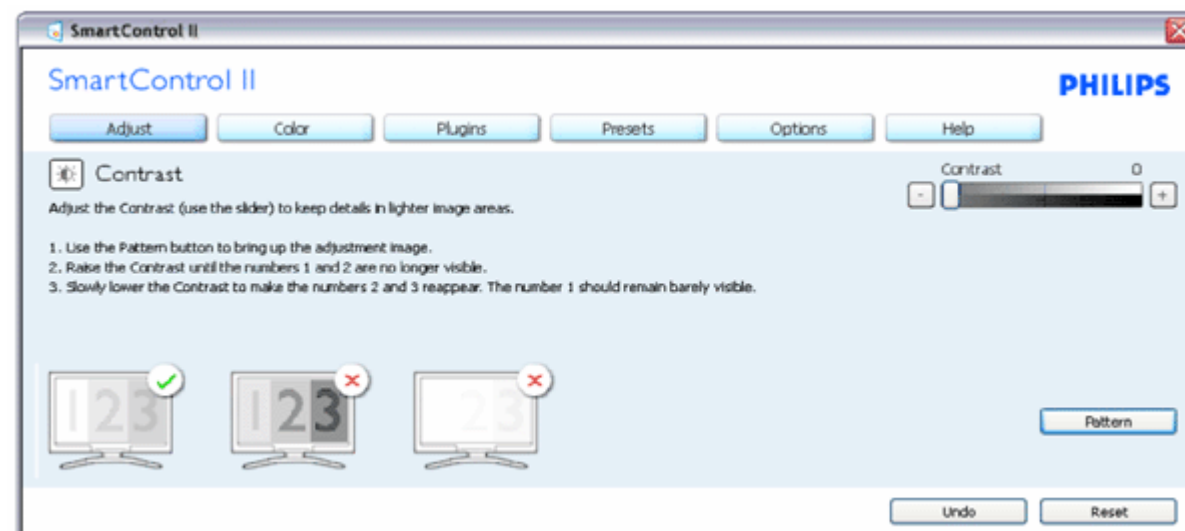 SmartControl II
SmartControl II
PHILIPS
Adjust Color Plugins Presets Options Help
Contrast
Contrast 0
- +
Adjust the Contrast (use the slider) to keep details in lighter image areas.
1. Use the Pattern button to bring up the adjustment image.
2. Raise the Contrast until the numbers 1 and 2 are no longer visible.
3. Slowly lower the Contrast to make the numbers 2 and 3 reappear. The number 1 should remain barely visible.
123 123 23
Pattern
Undo Reset